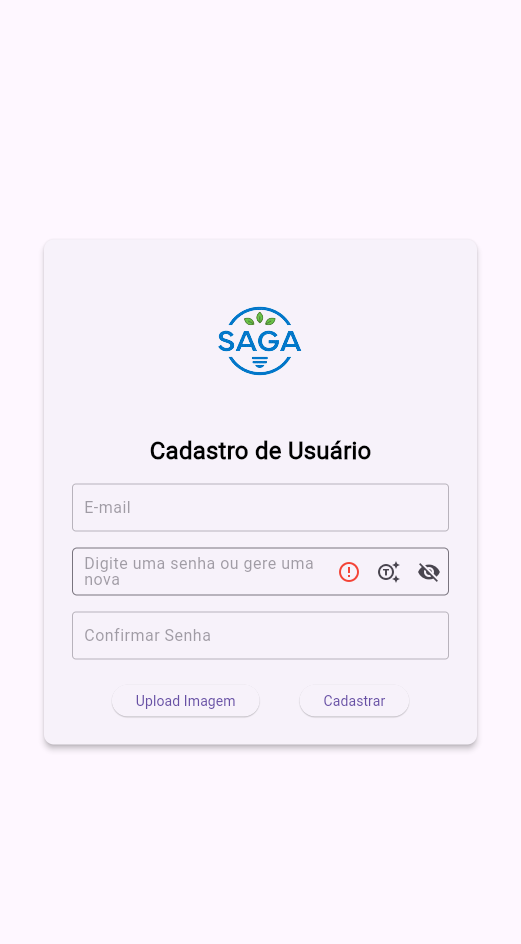 SAGA
Cadastro de Usuário
E-mail
Digite uma senha ou gere uma
nova
Confirmar Senha
Upload Imagem
Cadastrar